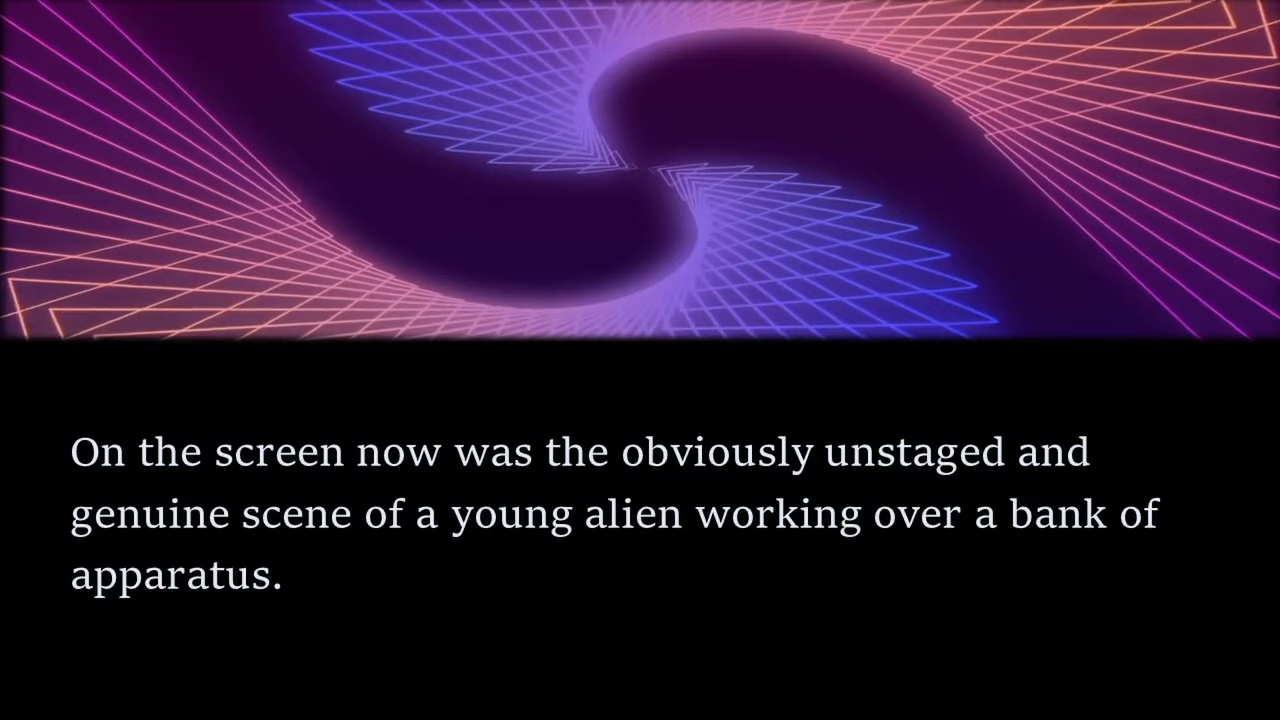 On the screen now was the obviously unstaged and
genuine scene of a young alien working over a bank of
apparatus.